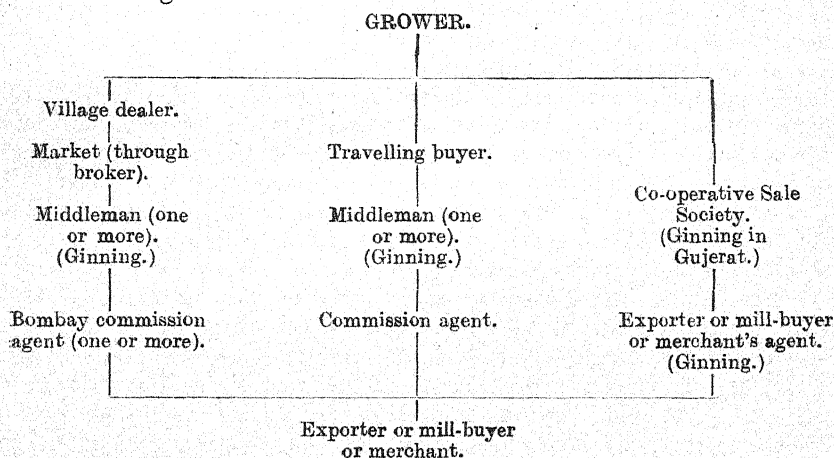 GROWER.
Village dealer.
Market (through
broker).
Middleman (one
or more).
(Ginning.)
Bombay commission
agent (one or more).
Travelling buyer.
Middleman (one
or more).
(Ginning.)
Commission agent.
Co-operative Sale
Society.
(Ginning in
Gujerat.)
Exporter or mill-buyer
or merchant's agent.
(Ginning.)
Exporter or mill-buyer
or merchant.